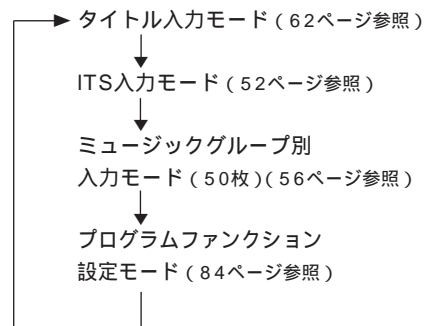 タイトル入力モード（62ページ参照）
ITS入力モード（52ページ参照）
ミュージックグループ別
入力モード（50枚）（56ページ参照）
プログラムファンクション
設定モード（84ページ参照）